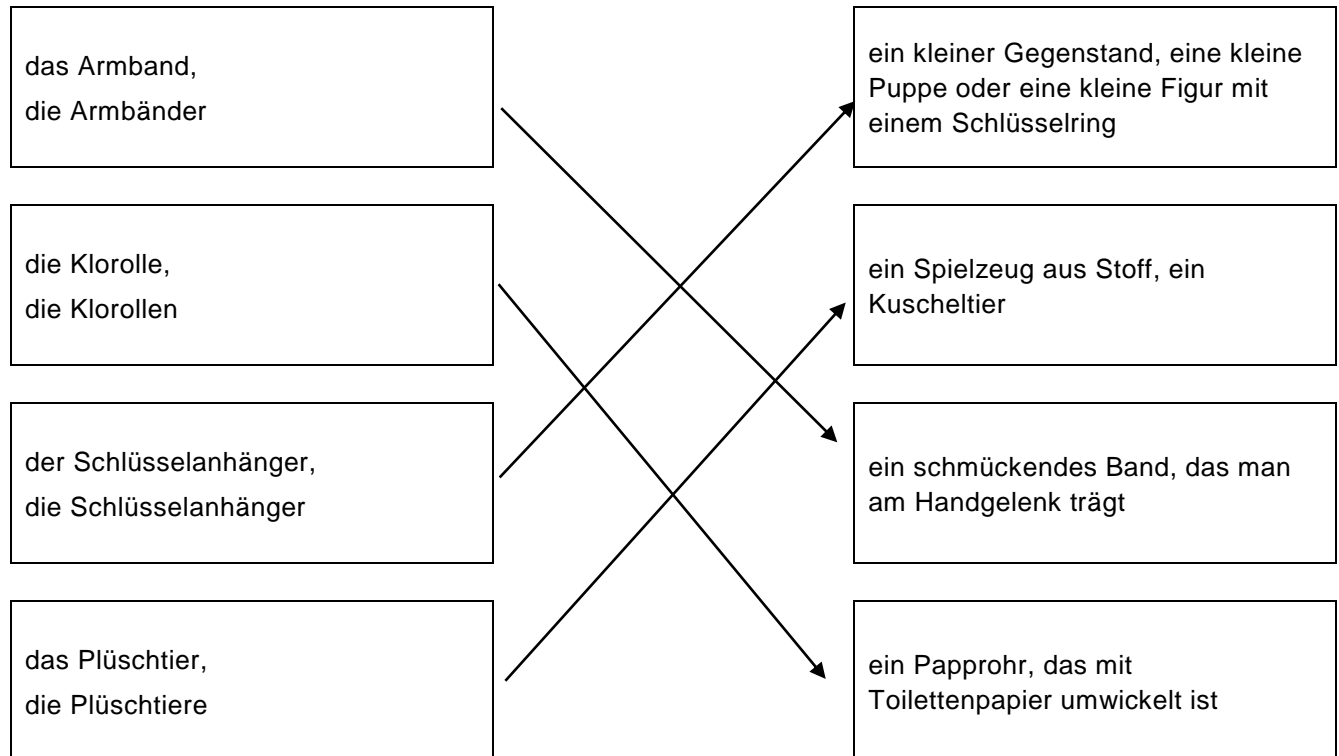 das Armband,
die Armbänder
ein kleiner Gegenstand, eine kleine
Puppe oder eine kleine Figur mit
einem Schlüsselring
die Klorolle,
die Klorollen
ein Spielzeug aus Stoff, ein
Kuscheltier
der Schlüsselanhänger,
die Schlüsselanhänger
ein schmückendes Band, das man
am Handgelenk trägt
das Plüschtier,
die Plüschtiere
ein Papprohr, das mit
Toilettenpapier umwickelt ist